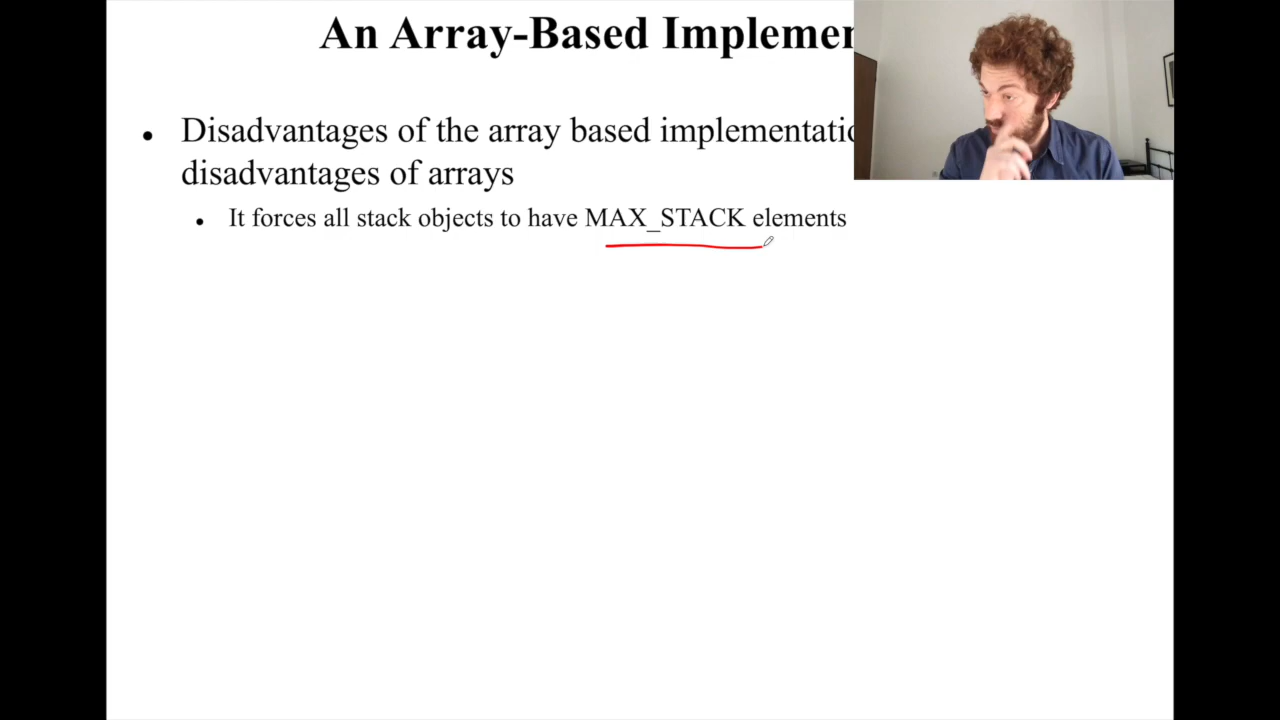 An Array-Based Implemen
• Disadvantages of the array based implementatio
disadvantages of arrays
• It forces all stack objects to have MAX_STACK elements